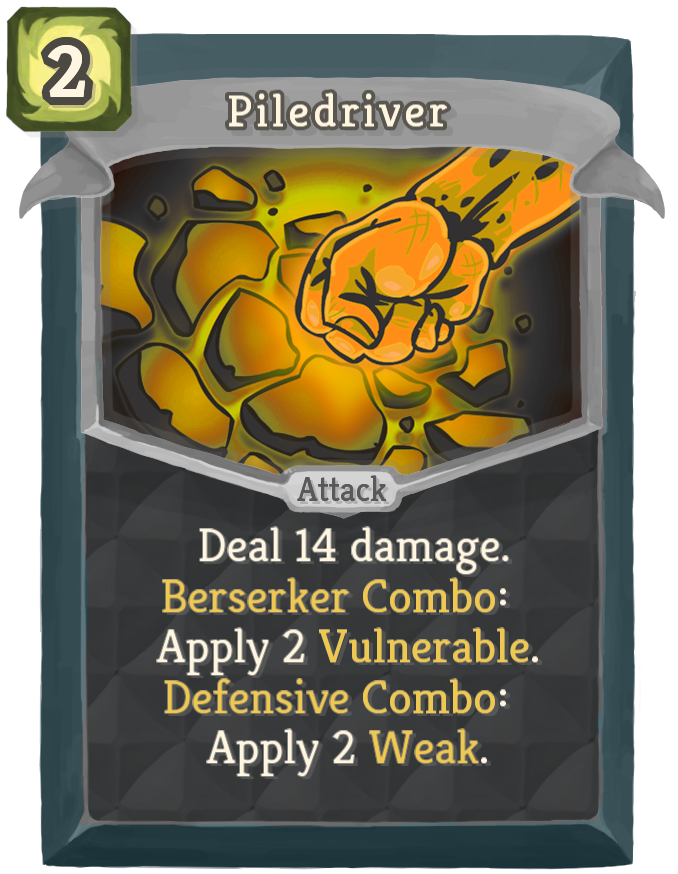 2
Piledriver
Attack
Deal 14 damage.
Berserker Combo:
Apply 2 Vulnerable.
Defensive Combo:
Apply 2 Weak.